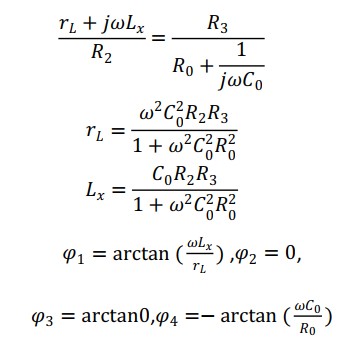 (r_L + jωL_x)/R_2 = R_3/(R_0 + 1/(jωC_0))
r_L = ω²C_0²R_2R_3/(1 + ω²C_0²R_0²)
L_x = C_0R_2R_3/(1 + ω²C_0²R_0²)
φ_1 = arctan (ωL_x/r_L) ,φ_2 = 0,
φ_3 = arctan0,φ_4 =− arctan (ωC_0/R_0)